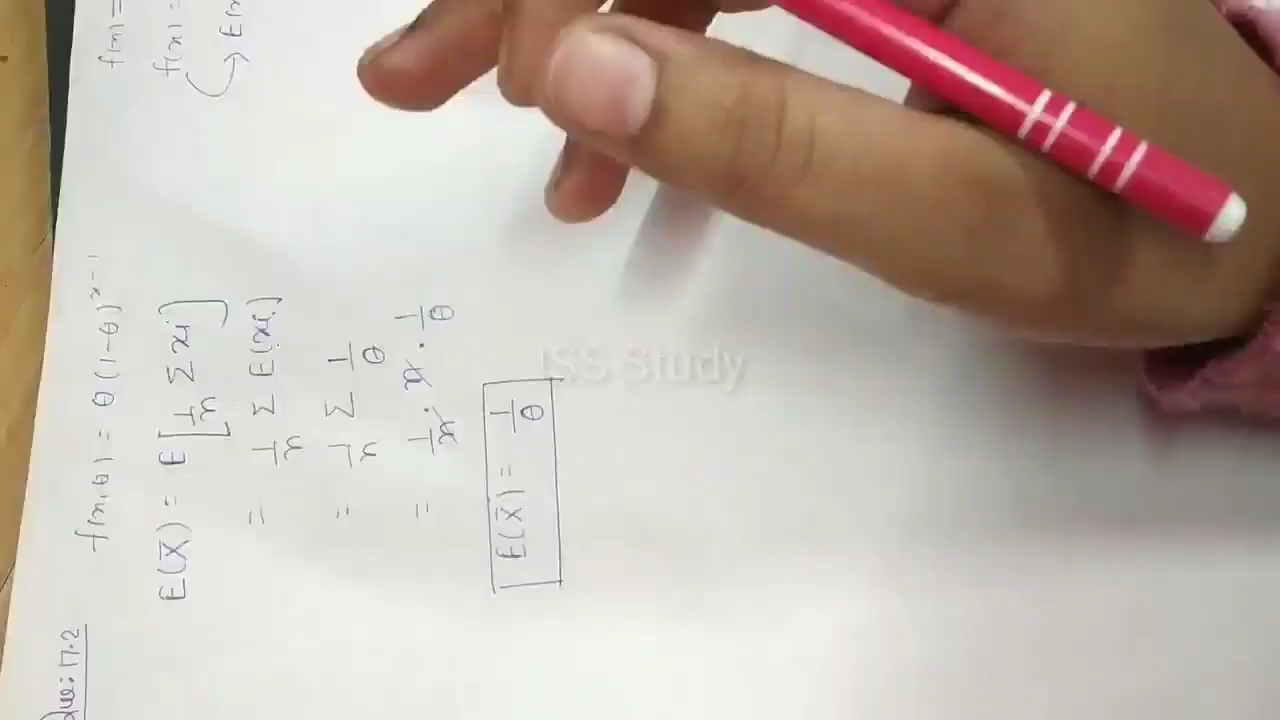 Que: 17.2
f(x,θ) = θ(1-θ)^{x-1}
f(x) =
f(x) =
→ E(x
E(X̄) = E[1/n Σ xi]
= 1/n Σ E(xi)
= 1/n Σ 1/θ
= 1/n · n · 1/θ
E(X̄) = 1/θ
ISS Study